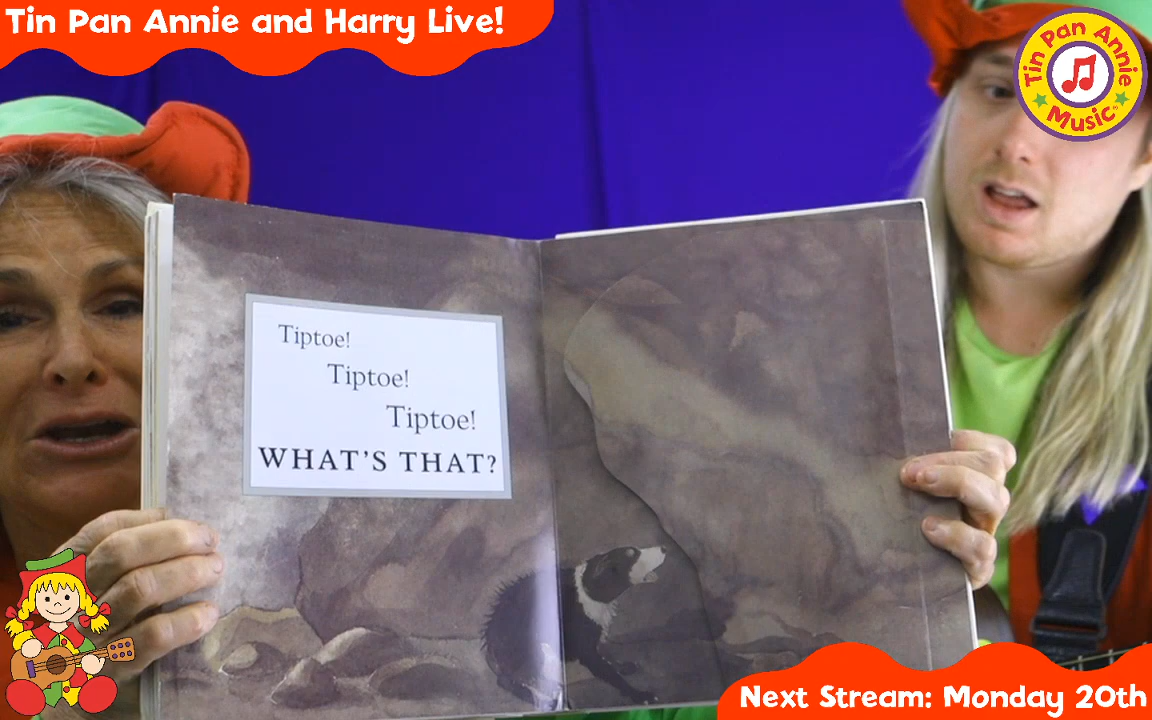 Tin Pan Annie and Harry Live!
Tin Pan Annie
Music
Tiptoe!
Tiptoe!
Tiptoe!
WHAT'S THAT?
Next Stream: Monday 20th